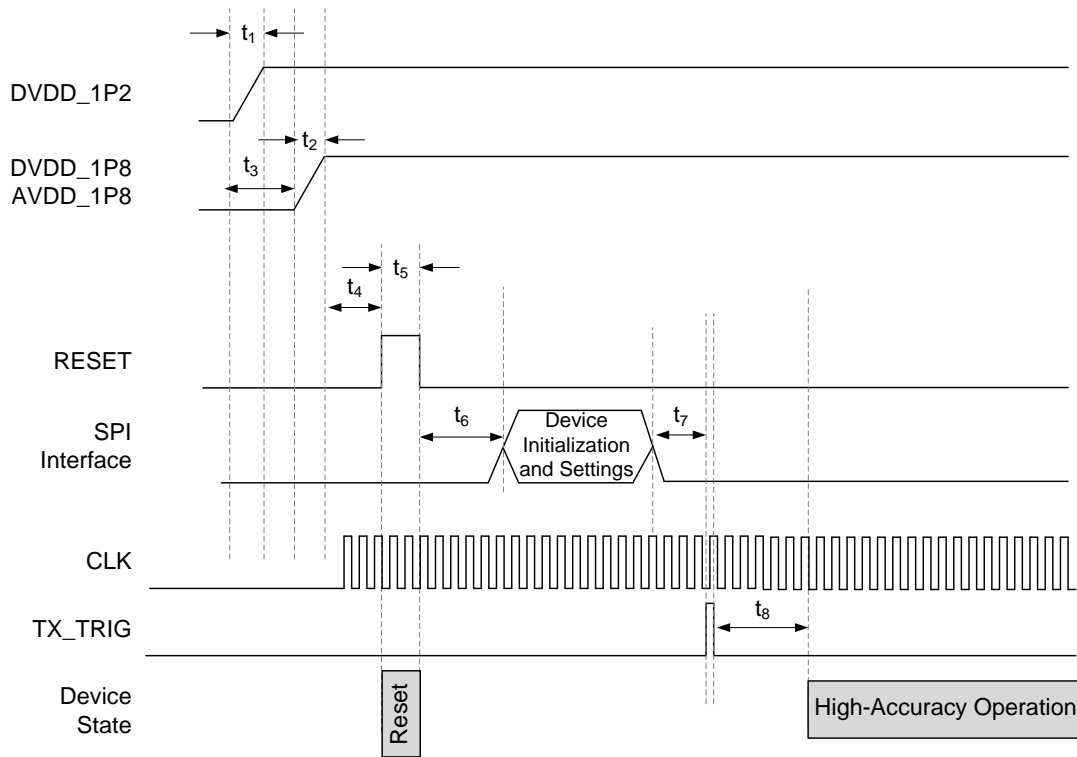 t1
DVDD_1P2
t2
DVDD_1P8
AVDD_1P8
t3
t5
t4
RESET
t6
Device
Initialization
and Settings
t7
SPI
Interface
CLK
TX_TRIG
t8
Device
State
Reset
High-Accuracy Operation